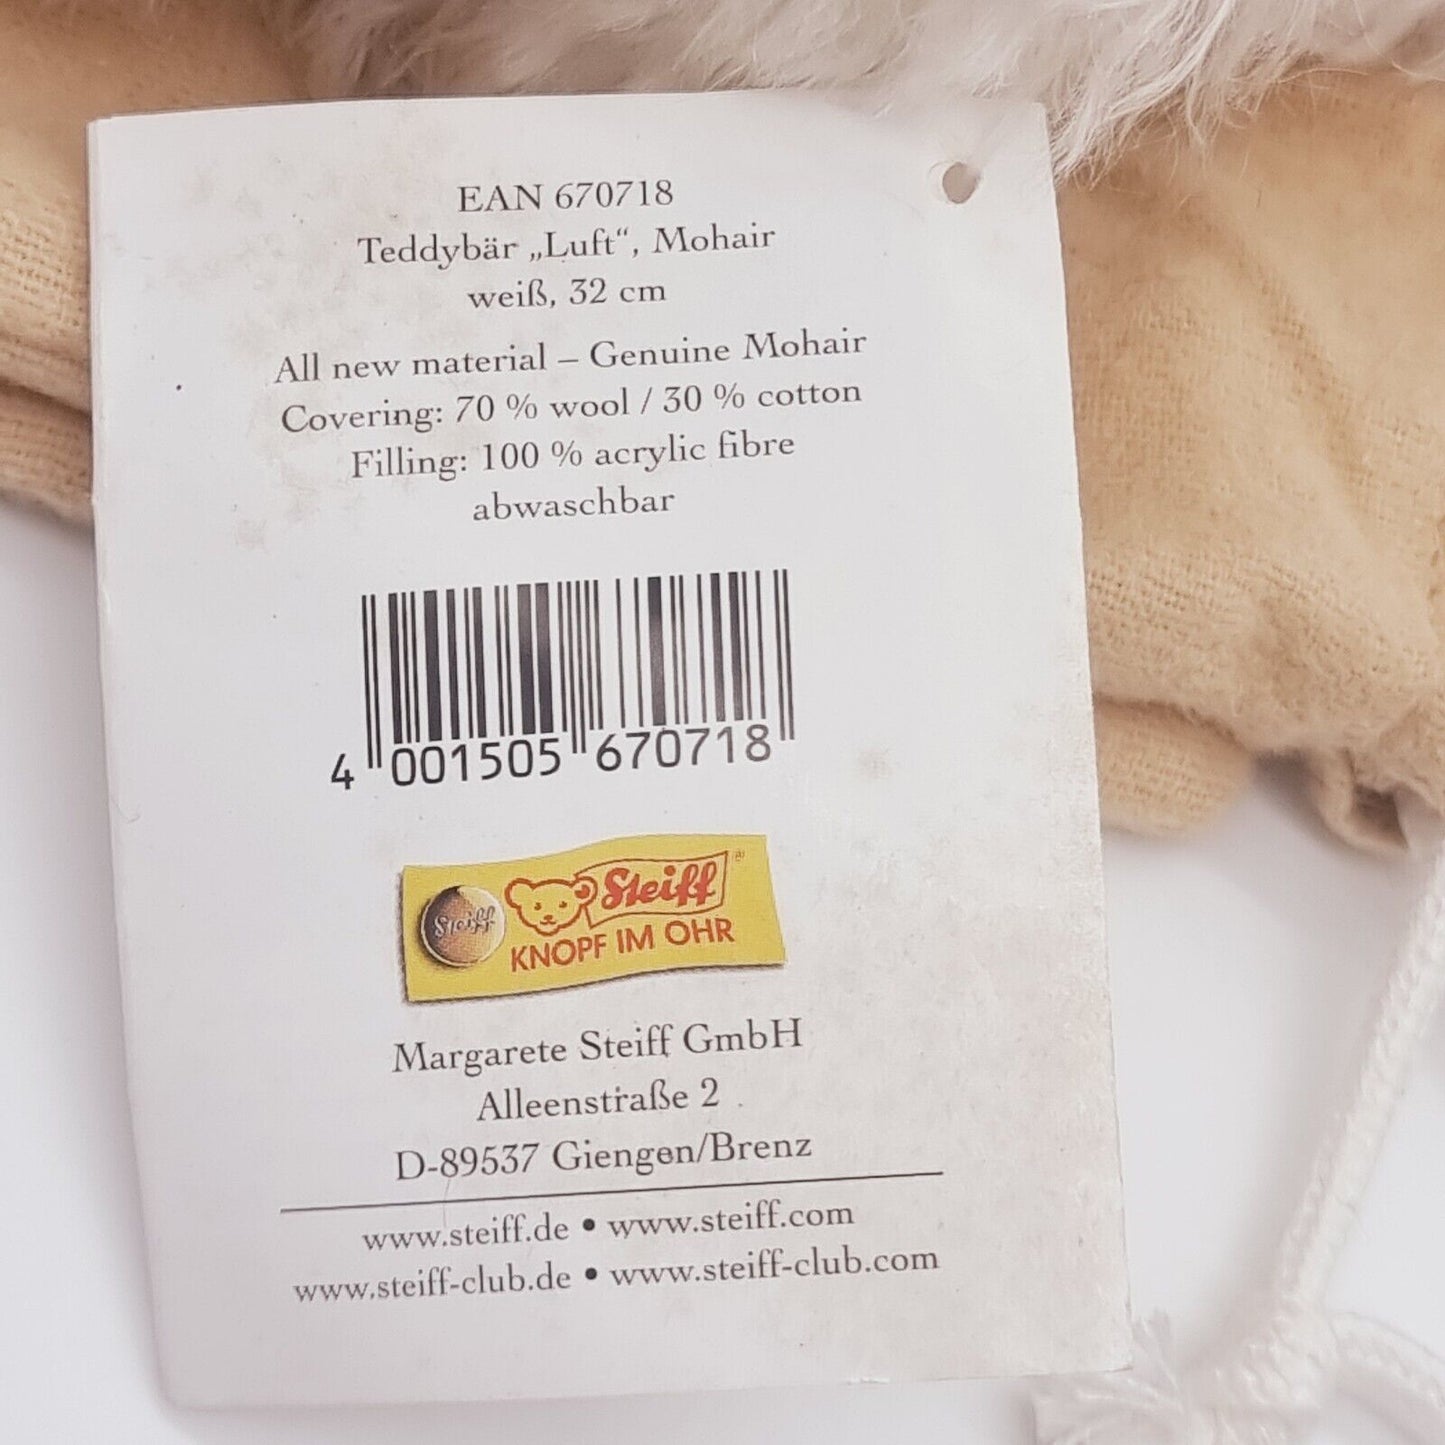 EAN 670718
Teddybär „Luft“, Mohair
weiß, 32 cm
All new material – Genuine Mohair
Covering: 70 % wool / 30 % cotton
Filling: 100 % acrylic fibre
abwaschbar
4 001505 670718
Steiff
Steiff ®
KNOPF IM OHR
Margarete Steiff GmbH
Alleenstraße 2
D-89537 Giengen/Brenz
www.steiff.de • www.steiff.com
www.steiff-club.de • www.steiff-club.com